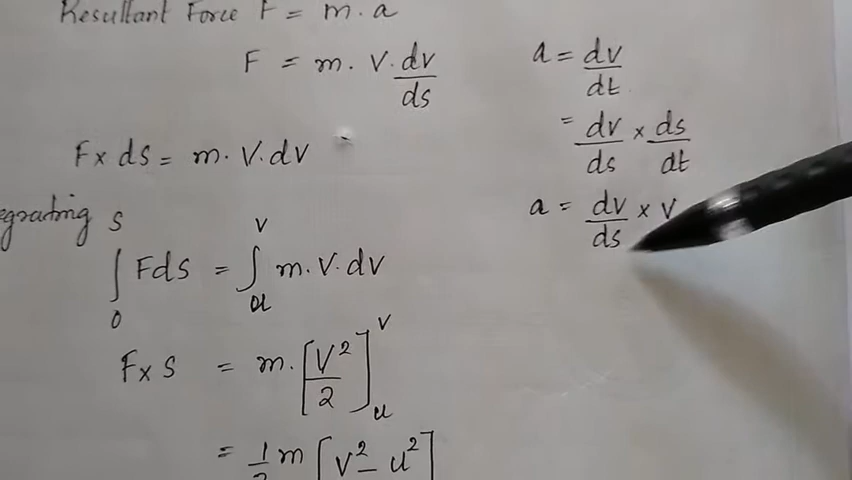 Resultant Force F = m.a
F = m. V. dv/ds
F× ds = m. V. dV
egrating
∫₀ˢ Fds = ∫ᵤⱽ m. V. dV
F× s = m. [V²/2]ᵤⱽ
= 1/2 m [V² – u²]
a = dv/dt
= dv/ds × ds/dt
a = dv/ds × V